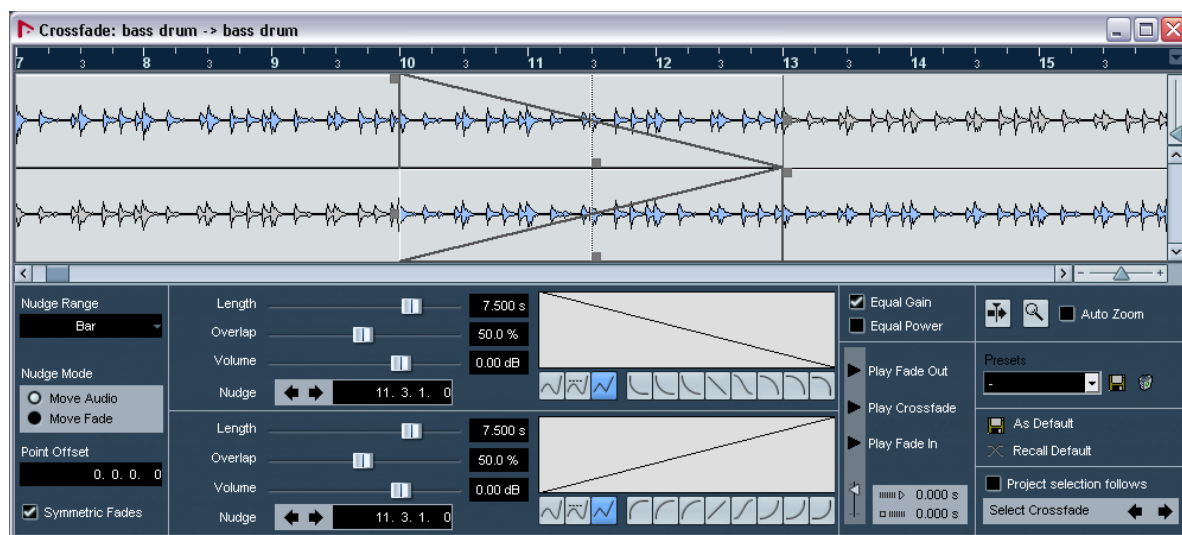 Crossfade: bass drum -> bass drum
7 3 8 3 9 3 10 3 11 3 12 3 13 3 14 3 15 3
Nudge Range
Bar
Nudge Mode
Move Audio
Move Fade
Point Offset
0. 0. 0. 0
Symmetric Fades
Length 7.500 s
Overlap 50.0 %
Volume 0.00 dB
Nudge 11. 3. 1. 0
Length 7.500 s
Overlap 50.0 %
Volume 0.00 dB
Nudge 11. 3. 1. 0
Equal Gain
Equal Power
Play Fade Out
Play Crossfade
Play Fade In
0.000 s
0.000 s
Auto Zoom
Presets
-
As Default
Recall Default
Project selection follows
Select Crossfade